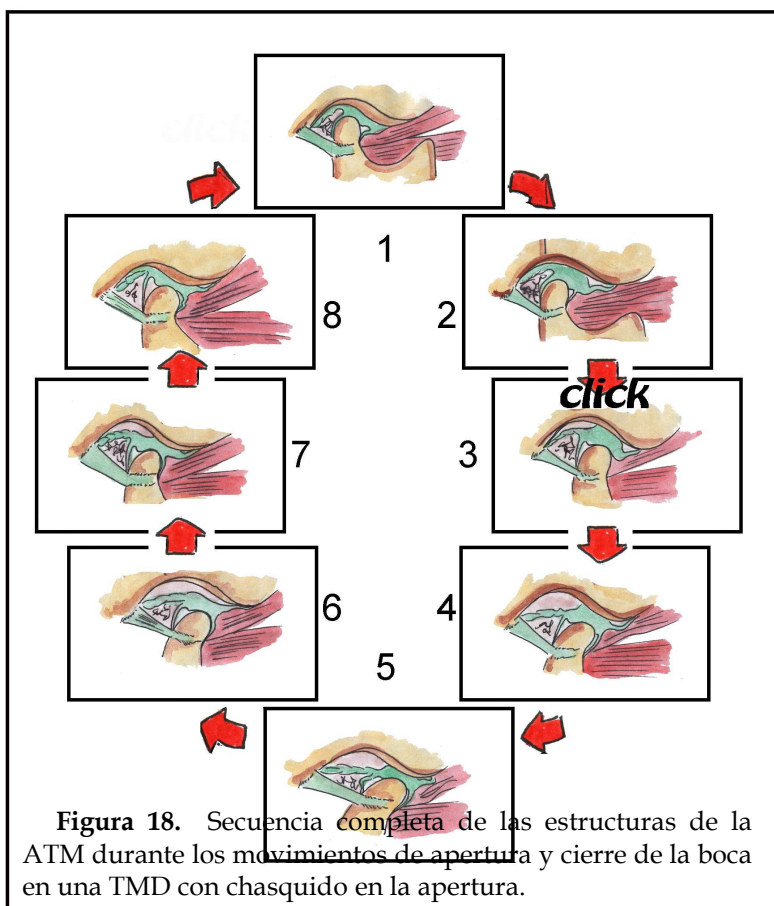 click
1
8
2
click
7
3
6
4
5
Figura 18. Secuencia completa de las estructuras de la
ATM durante los movimientos de apertura y cierre de la boca
en una TMD con chasquido en la apertura.